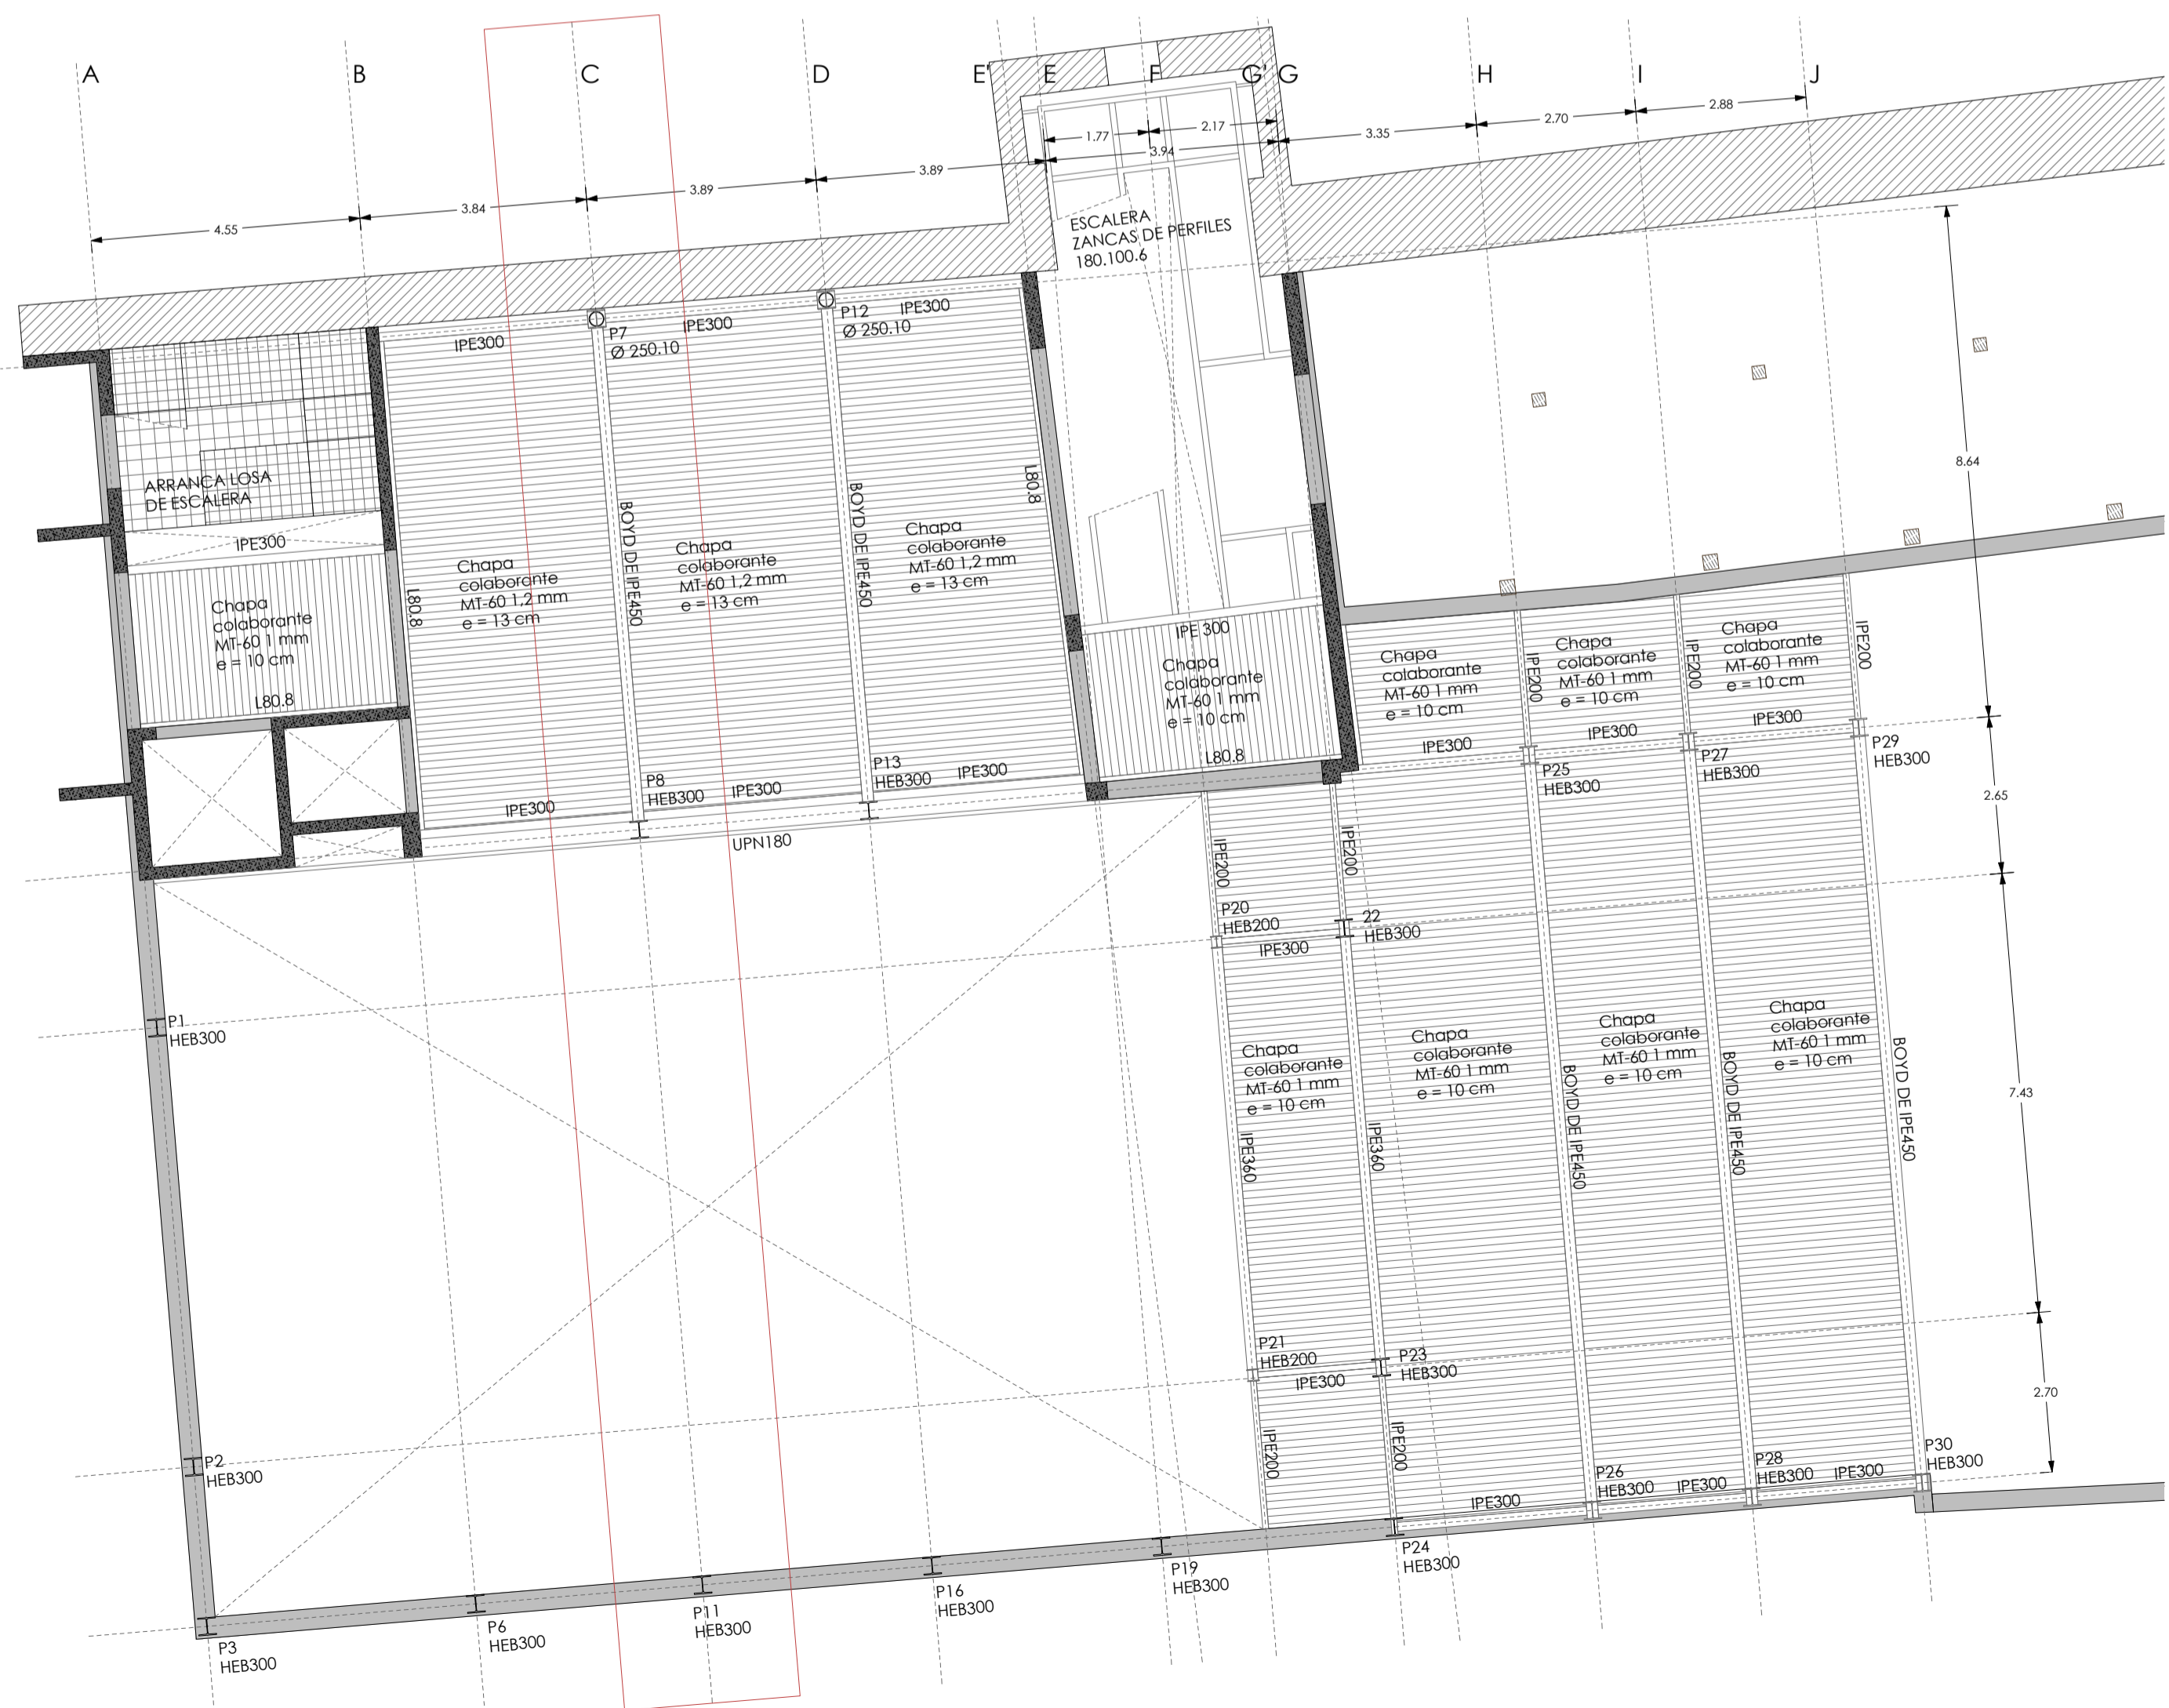 A
B
C
D
E'
E
F
G'
G
H
I
J
4.55
3.84
3.89
3.89
1.77
2.17
3.94
3.35
2.70
2.88
ESCALERA
ZANCAS DE PERFILES
180.100.6
IPE300
P7
Ø 250.10
IPE300
P12
Ø 250.10
IPE300
8.64
ARRANCA LOSA
DE ESCALERA
IPE300
Chapa
colaborante
MT-60 1 mm
e = 10 cm
L80.8
L80.8
Chapa
colaborante
MT-60 1,2 mm
e = 13 cm
BOYD DE IPE450
Chapa
colaborante
MT-60 1,2 mm
e = 13 cm
BOYD DE IPE450
Chapa
colaborante
MT-60 1,2 mm
e = 13 cm
L80.8
IPE 300
Chapa
colaborante
MT-60 1 mm
e = 10 cm
L80.8
Chapa
colaborante
MT-60 1 mm
e = 10 cm
IPE200
Chapa
colaborante
MT-60 1 mm
e = 10 cm
IPE200
Chapa
colaborante
MT-60 1 mm
e = 10 cm
IPE200
IPE300
IPE300
IPE300
P25
HEB300
P27
HEB300
P29
HEB300
2.65
IPE300
P8
HEB300
IPE300
P13
HEB300
IPE300
UPN180
IPE200
IPE200
P20
HEB200
IPE300
22
HEB300
P1
HEB300
Chapa
colaborante
MT-60 1 mm
e = 10 cm
Chapa
colaborante
MT-60 1 mm
e = 10 cm
Chapa
colaborante
MT-60 1 mm
e = 10 cm
Chapa
colaborante
MT-60 1 mm
e = 10 cm
IPE360
IPE360
BOYD DE IPE450
BOYD DE IPE450
BOYD DE IPE450
7.43
P21
HEB200
IPE300
P23
HEB300
2.70
IPE200
IPE200
P2
HEB300
IPE300
P26
HEB300
IPE300
P28
HEB300
IPE300
P30
HEB300
P24
HEB300
P19
HEB300
P16
HEB300
P11
HEB300
P6
HEB300
P3
HEB300